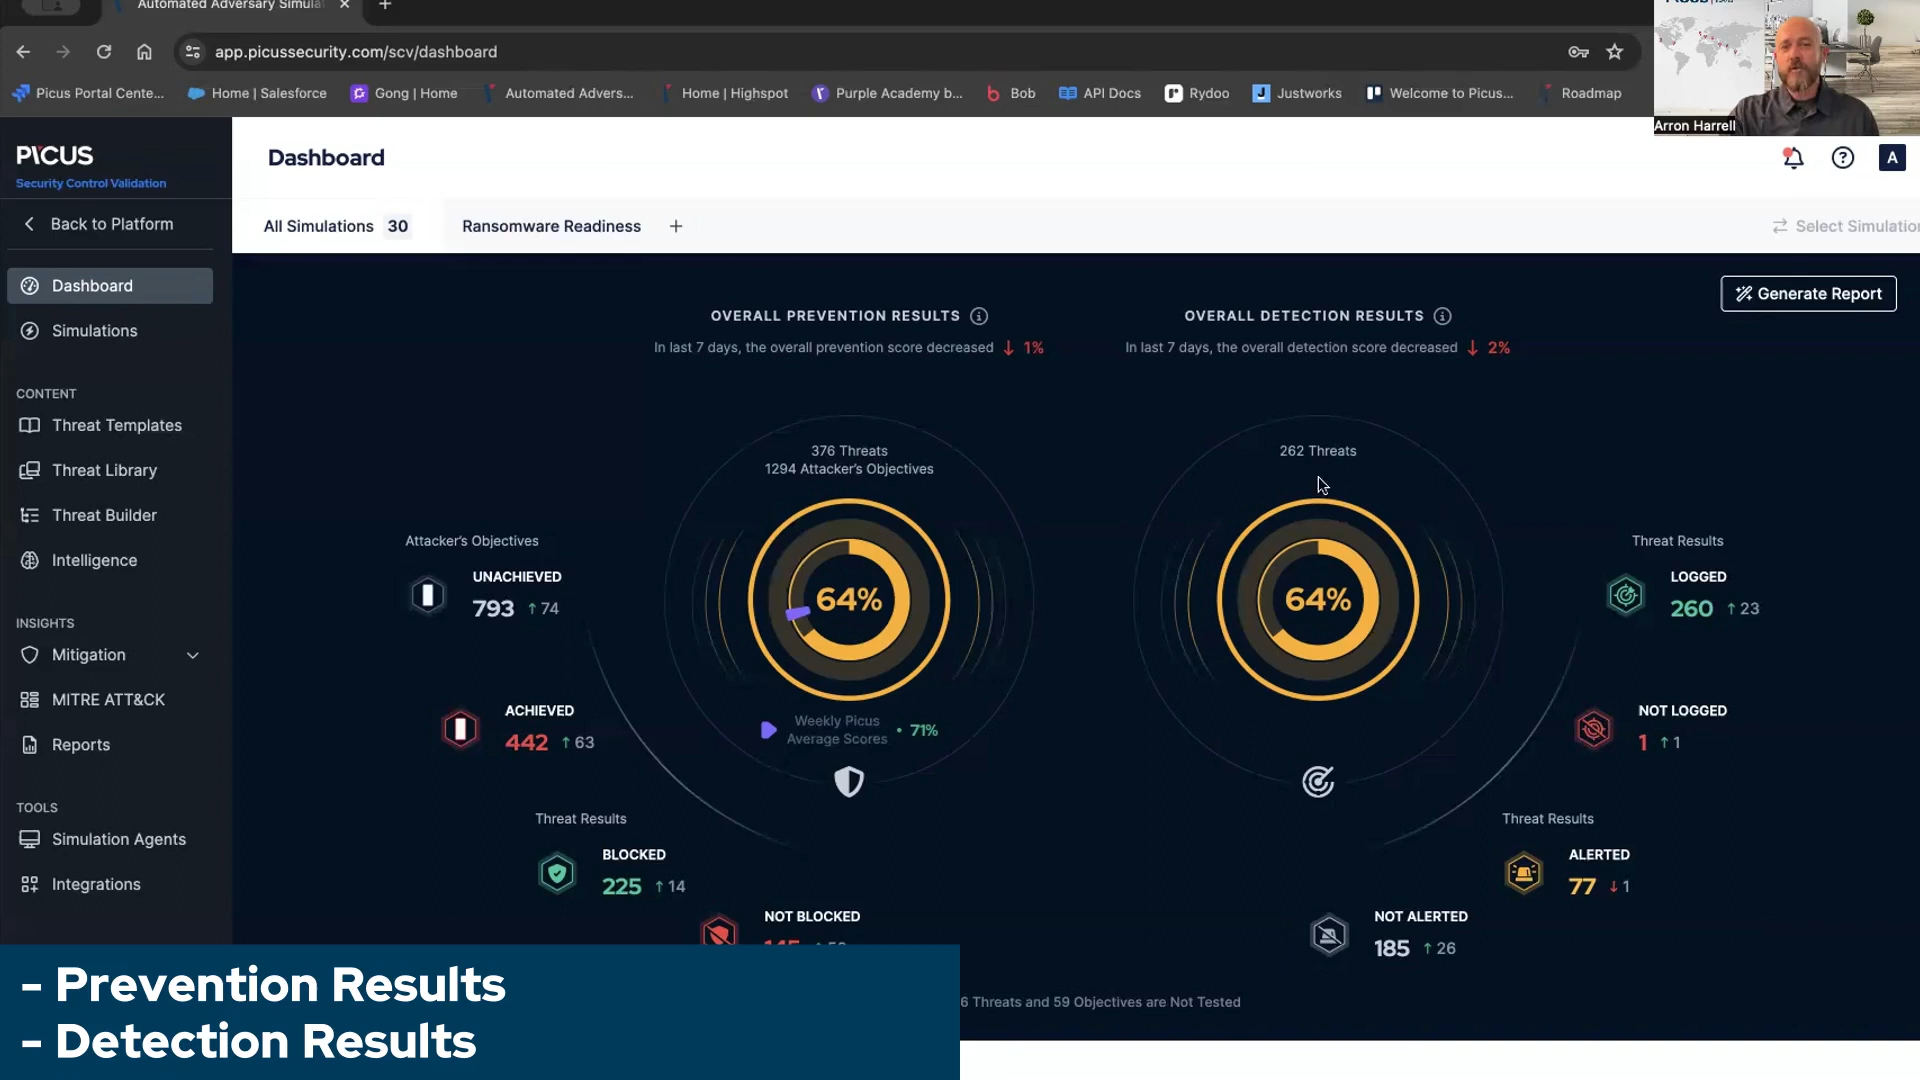 Automated Adversary Simula
app.picussecurity.com/scv/dashboard
Picus Portal Cente...
Home | Salesforce
Gong | Home
Automated Advers...
Home | Highspot
Purple Academy b...
Bob
API Docs
Rydoo
Justworks
Welcome to Picus...
Roadmap
Arron Harrell
PICUS
Security Control Validation
Back to Platform
Dashboard
Simulations
CONTENT
Threat Templates
Threat Library
Threat Builder
Intelligence
INSIGHTS
Mitigation
MITRE ATT&CK
Reports
TOOLS
Simulation Agents
Integrations
Dashboard
A
All Simulations 30
Ransomware Readiness
Select Simulation
Generate Report
OVERALL PREVENTION RESULTS
In last 7 days, the overall prevention score decreased ↓ 1%
376 Threats
1294 Attacker's Objectives
64%
Weekly Picus
Average Scores • 71%
Attacker's Objectives
UNACHIEVED
793 ↑ 74
ACHIEVED
442 ↑ 63
Threat Results
BLOCKED
225 ↑ 14
NOT BLOCKED
OVERALL DETECTION RESULTS
In last 7 days, the overall detection score decreased ↓ 2%
262 Threats
64%
Threat Results
LOGGED
260 ↑ 23
NOT LOGGED
1 ↑ 1
Threat Results
ALERTED
77 ↓ 1
NOT ALERTED
185 ↑ 26
6 Threats and 59 Objectives are Not Tested
- Prevention Results
- Detection Results